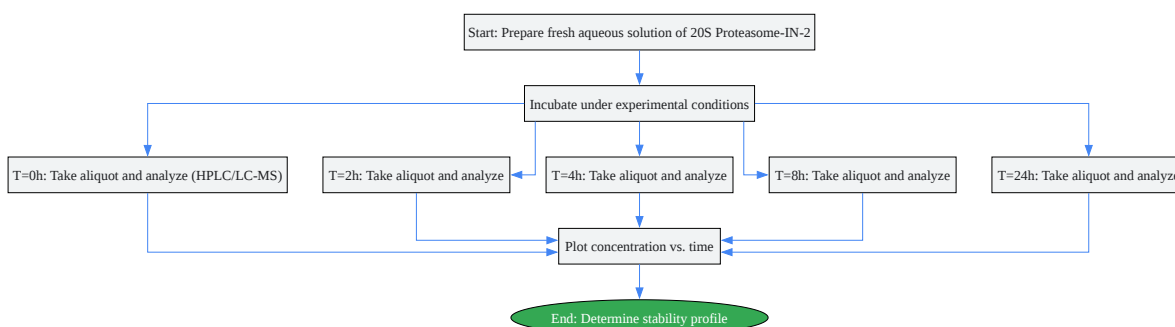 Start: Prepare fresh aqueous solution of 20S Proteasome-IN-2
Incubate under experimental conditions
T=0h: Take aliquot and analyze (HPLC/LC-MS)
T=2h: Take aliquot and analyze
T=4h: Take aliquot and analyze
T=8h: Take aliquot and analyze
T=24h: Take aliquot and analyze
Plot concentration vs. time
End: Determine stability profile